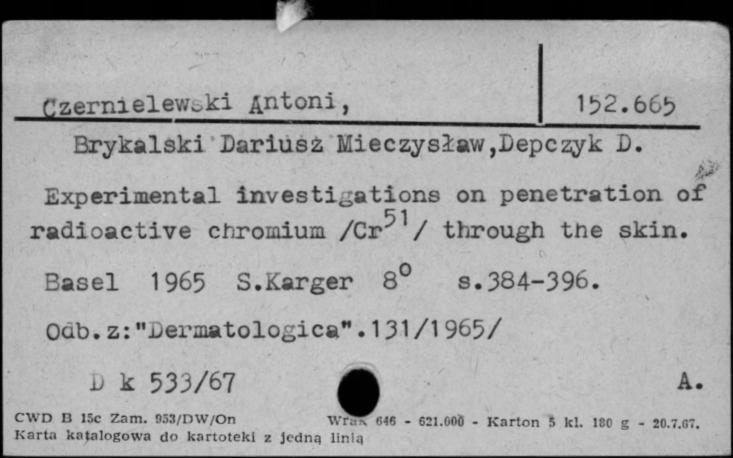 Czernielewski Antoni,
152.665
Brykalski Dariusz Mieczysław,Depczyk D.
Experimental investigations on penetration of
radioactive chromium /Cr⁵¹/ through the skin.
Basel 1965 S.Karger 8° s.384-396.
Odb.z:"Dermatologica".131/1965/
D k 533/67
A.
CWD B 15c Zam. 953/DW/On Wrak 646 - 621.000 - Karton 5 kl. 180 g - 20.7.67.
Karta katalogowa do kartoteki z jedną linią